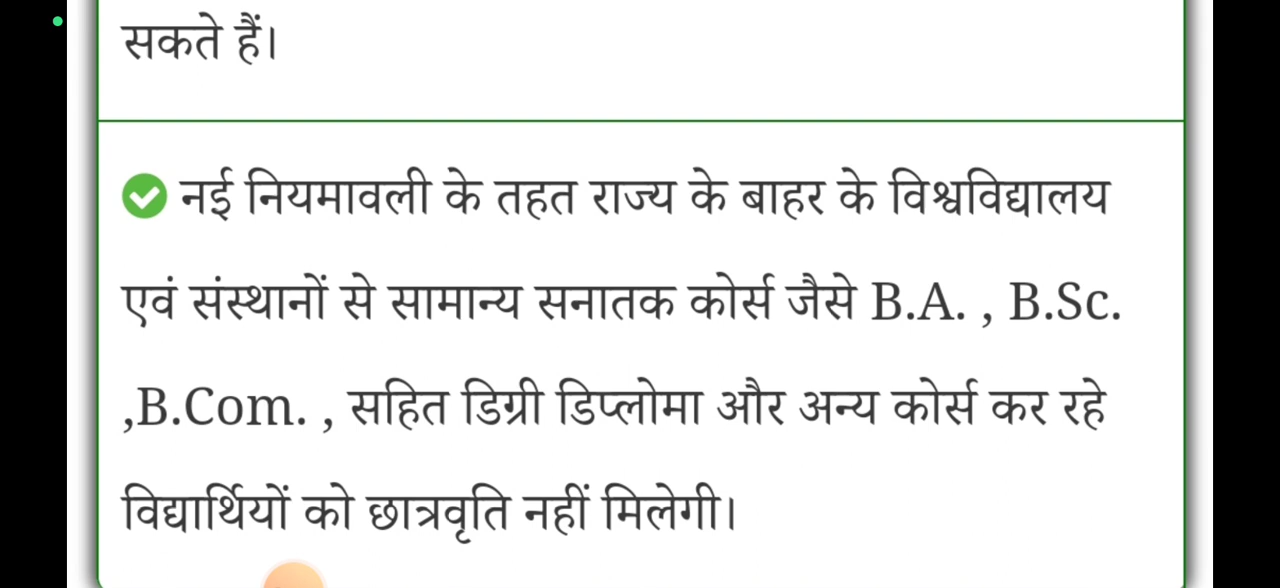 सकते हैं।
नई नियमावली के तहत राज्य के बाहर के विश्वविद्यालय
एवं संस्थानों से सामान्य सनातक कोर्स जैसे B.A. , B.Sc.
,B.Com. , सहित डिग्री डिप्लोमा और अन्य कोर्स कर रहे
विद्यार्थियों को छात्रवृति नहीं मिलेगी।